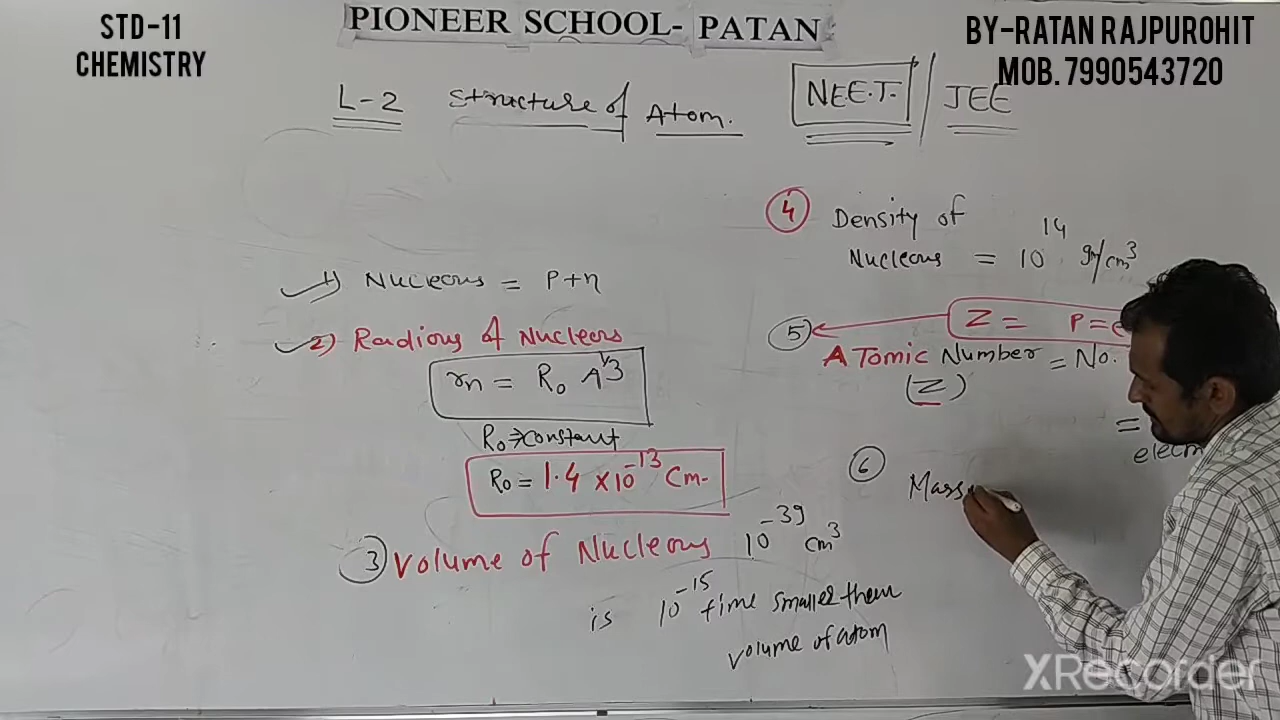 STD-11
CHEMISTRY
PIONEER SCHOOL- PATAN
BY-RATAN RAJPUROHIT
MOB. 7990543720
L-2 Structure of Atom. NEE.T. / JEE
1) Nucleous = P+n
2) Radious of Nucleous
rn = R₀ A^1/3
R₀ ⇒ constant
R₀ = 1.4 × 10^-13 Cm.
3 Volume of Nucleous 10^-39 cm³
is 10^-15 time smaller then
volume of atom
4 Density of
Nucleous = 10^14 gm/cm³
5 Z = P = e
ATomic Number = No.
(Z)
=
6 Mass
XRecorder